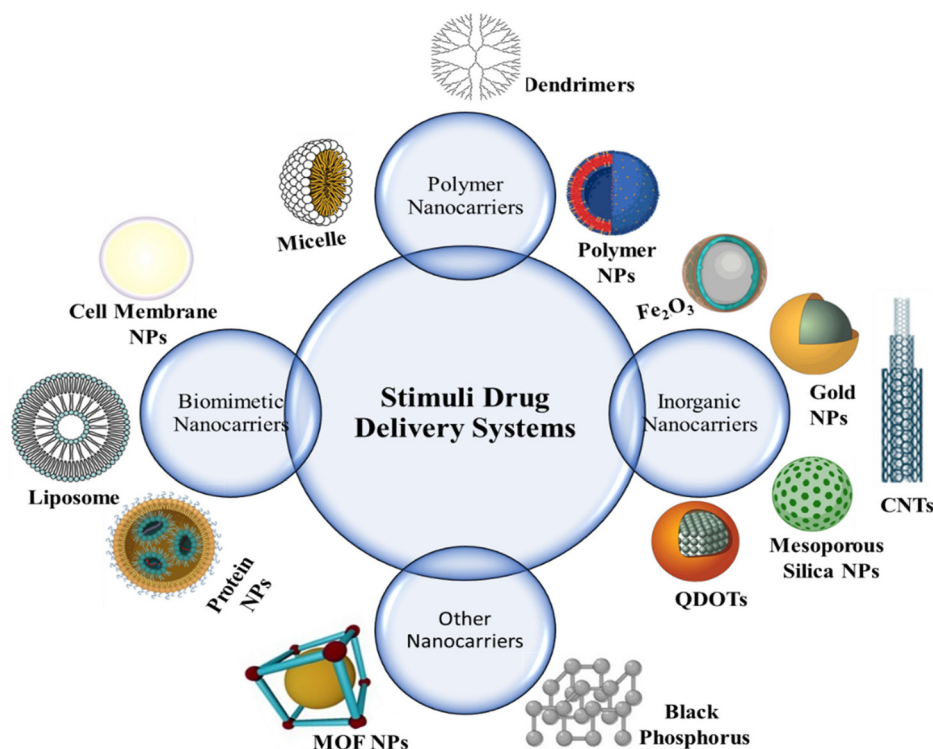 Dendrimers
Polymer
Nanocarriers
Micelle
Polymer
NPs
Cell Membrane
NPs
Fe₂O₃
Gold
NPs
Biomimetic
Nanocarriers
Stimuli Drug
Delivery Systems
Inorganic
Nanocarriers
Liposome
CNTs
Mesoporous
Silica NPs
Protein
NPs
QDOTs
Other
Nanocarriers
MOF NPs
Black
Phosphorus